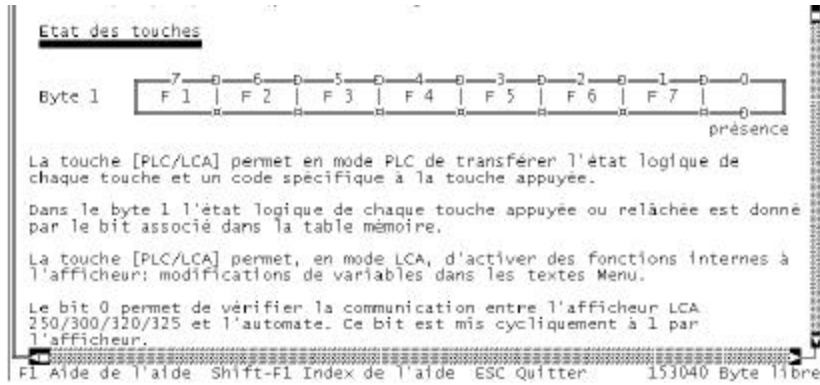 Etat des touches
7 6 5 4 3 2 1 0
Byte 1 F 1 | F 2 | F 3 | F 4 | F 5 | F 6 | F 7 |
0
présence
La touche [PLC/LCA] permet en mode PLC de transférer l'état logique de
chaque touche et un code spécifique à la touche appuyée.
Dans le byte 1 l'état logique de chaque touche appuyée ou relâchée est donné
par le bit associé dans la table mémoire.
La touche [PLC/LCA] permet, en mode LCA, d'activer des fonctions internes à
l'afficheur: modifications de variables dans les textes Menu.
Le bit 0 permet de vérifier la communication entre l'afficheur LCA
250/300/320/325 et l'automate. Ce bit est mis cycliquement à 1 par
l'afficheur.
F1 Aide de l'aide Shift-F1 Index de l'aide ESC Quitter 153040 Byte libre